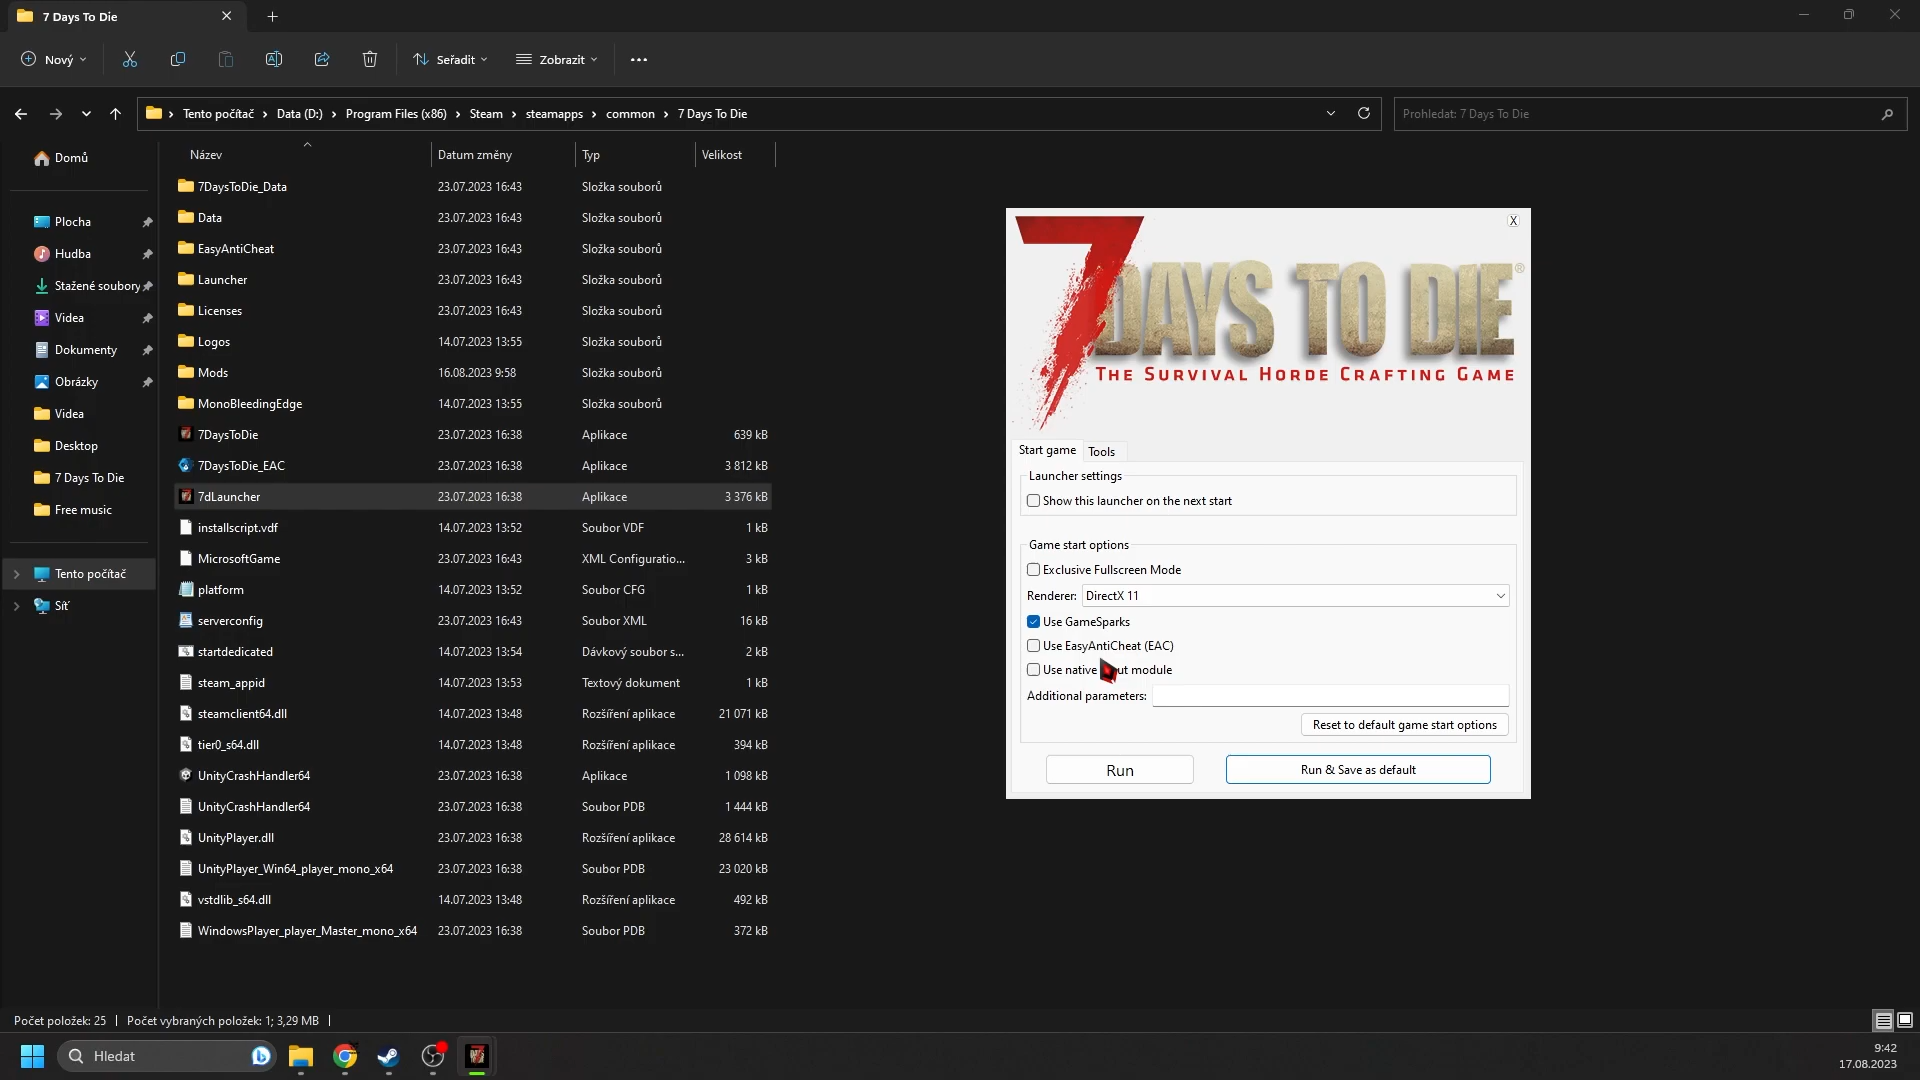 7 Days To Die
Nový
Seřadit
Zobrazit
Tento počítač > Data (D:) > Program Files (x86) > Steam > steamapps > common > 7 Days To Die
Prohledat: 7 Days To Die
Domů
Plocha
Hudba
Stažené soubory
Videa
Dokumenty
Obrázky
Videa
Desktop
7 Days To Die
Free music
Tento počítač
Síť
Název Datum změny Typ Velikost
7DaysToDie_Data 23.07.2023 16:43 Složka souborů
Data 23.07.2023 16:43 Složka souborů
EasyAntiCheat 23.07.2023 16:43 Složka souborů
Launcher 23.07.2023 16:43 Složka souborů
Licenses 23.07.2023 16:43 Složka souborů
Logos 14.07.2023 13:55 Složka souborů
Mods 16.08.2023 9:58 Složka souborů
MonoBleedingEdge 14.07.2023 13:55 Složka souborů
7DaysToDie 23.07.2023 16:38 Aplikace 639 kB
7DaysToDie_EAC 23.07.2023 16:38 Aplikace 3 812 kB
7dLauncher 23.07.2023 16:38 Aplikace 3 376 kB
installscript.vdf 14.07.2023 13:52 Soubor VDF 1 kB
MicrosoftGame 23.07.2023 16:43 XML Configuratio... 3 kB
platform 14.07.2023 13:52 Soubor CFG 1 kB
serverconfig 23.07.2023 16:43 Soubor XML 16 kB
startdedicated 14.07.2023 13:54 Dávkový soubor s... 2 kB
steam_appid 14.07.2023 13:53 Textový dokument 1 kB
steamclient64.dll 14.07.2023 13:48 Rozšíření aplikace 21 071 kB
tier0_s64.dll 14.07.2023 13:48 Rozšíření aplikace 394 kB
UnityCrashHandler64 23.07.2023 16:38 Aplikace 1 098 kB
UnityCrashHandler64 23.07.2023 16:38 Soubor PDB 1 444 kB
UnityPlayer.dll 23.07.2023 16:38 Rozšíření aplikace 28 614 kB
UnityPlayer_Win64_player_mono_x64 23.07.2023 16:38 Soubor PDB 23 020 kB
vstdlib_s64.dll 14.07.2023 13:48 Rozšíření aplikace 492 kB
WindowsPlayer_player_Master_mono_x64 23.07.2023 16:38 Soubor PDB 372 kB
X
7 DAYS TO DIE®
THE SURVIVAL HORDE CRAFTING GAME
Start game Tools
Launcher settings
Show this launcher on the next start
Game start options
Exclusive Fullscreen Mode
Renderer: DirectX 11
Use GameSparks
Use EasyAntiCheat (EAC)
Use native module
Additional parameters:
Reset to default game start options
Run Run & Save as default
Počet položek: 25 Počet vybraných položek: 1; 3,29 MB
Hledat
9:42
17.08.2023